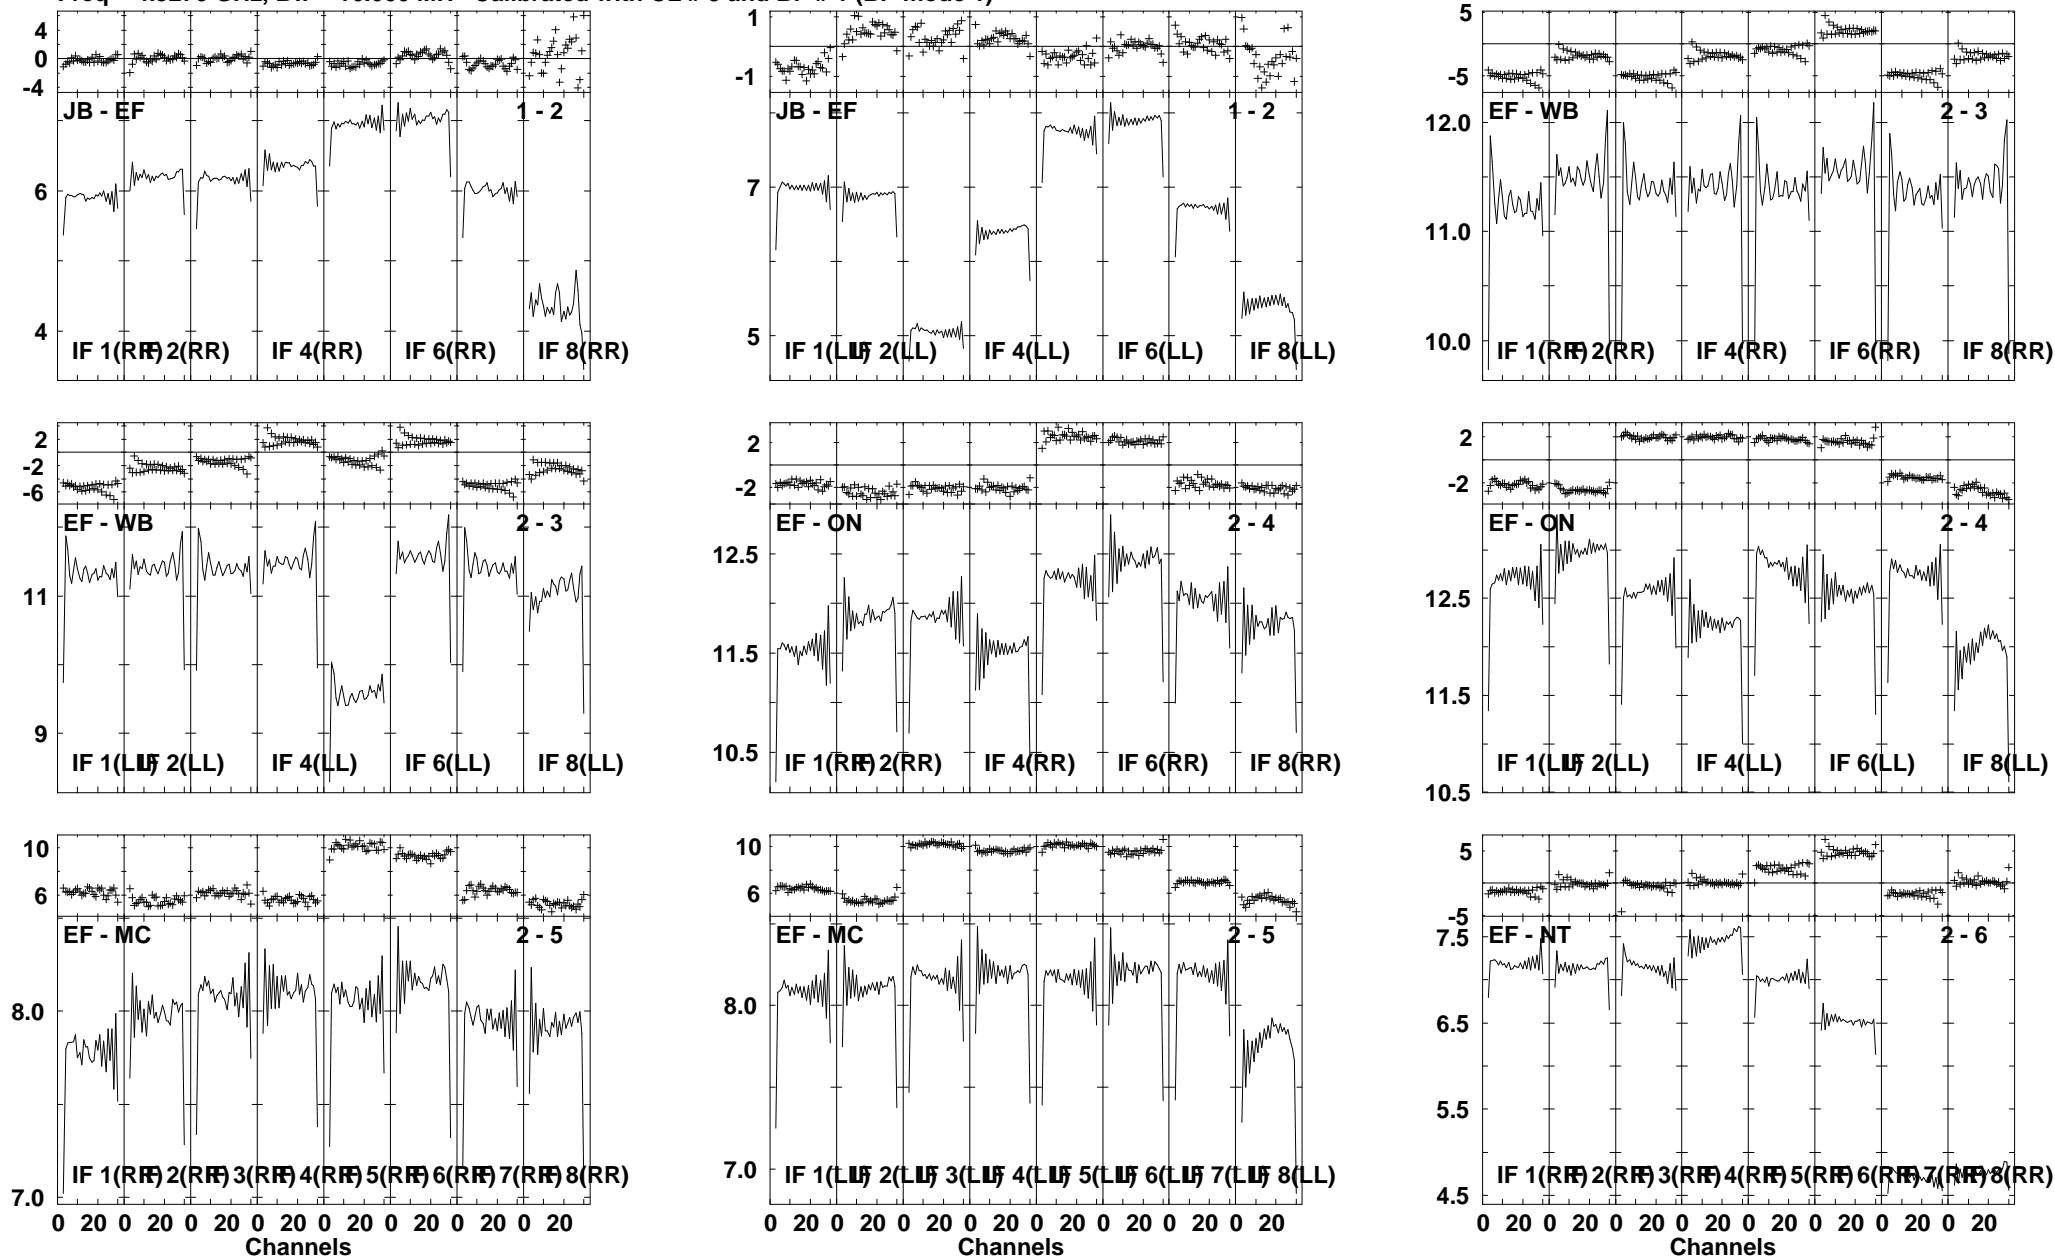 4
0
-4
JB - EF 1 - 2
6
4
IF 1(RR) IF 2(RR) IF 4(RR) IF 6(RR) IF 8(RR)
1
-1
JB - EF 1 - 2
7
5
IF 1(LL) IF 2(LL) IF 4(LL) IF 6(LL) IF 8(LL)
5
-5
EF - WB 2 - 3
12.0
11.0
10.0
IF 1(RR) IF 2(RR) IF 4(RR) IF 6(RR) IF 8(RR)
2
-2
-6
EF - WB 2 - 3
11
9
IF 1(LL) IF 2(LL) IF 4(LL) IF 6(LL) IF 8(LL)
2
-2
EF - ON 2 - 4
12.5
11.5
10.5
IF 1(RR) IF 2(RR) IF 4(RR) IF 6(RR) IF 8(RR)
2
-2
EF - ON 2 - 4
12.5
11.5
10.5
IF 1(LL) IF 2(LL) IF 4(LL) IF 6(LL) IF 8(LL)
10
6
EF - MC 2 - 5
8.0
7.0
IF 1(RR) IF 2(RR) IF 3(RR) IF 4(RR) IF 5(RR) IF 6(RR) IF 7(RR) IF 8(RR)
0 20 0 20 0 20 0 20 0 20 0 20 0 20 0 20
Channels
10
6
EF - MC 2 - 5
8.0
7.0
IF 1(LL) IF 2(LL) IF 3(LL) IF 4(LL) IF 5(LL) IF 6(LL) IF 7(LL) IF 8(LL)
0 20 0 20 0 20 0 20 0 20 0 20 0 20 0 20
Channels
5
-5
EF - NT 2 - 6
7.5
6.5
5.5
4.5
IF 1(RR) IF 2(RR) IF 3(RR) IF 4(RR) IF 5(RR) IF 6(RR) IF 7(RR) IF 8(RR)
0 20 0 20 0 20 0 20 0 20 0 20 0 20 0 20
Channels